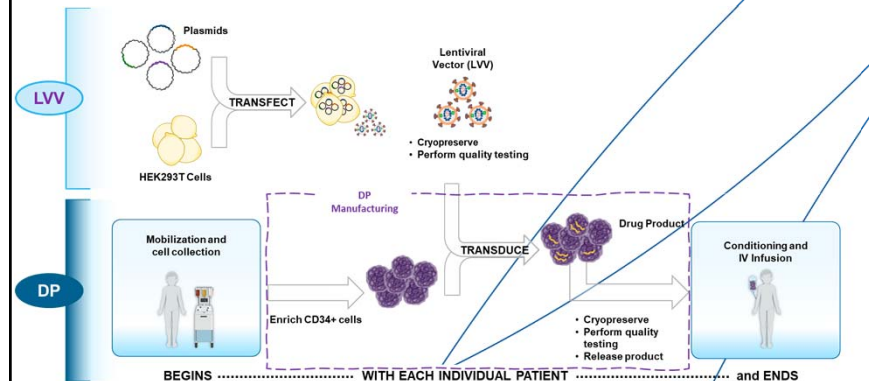 Plasmids
LVV
TRANSFECT
HEK293T Cells
Lentiviral
Vector (LVV)
• Cryopreserve
• Perform quality testing
DP
Manufacturing
DP
Mobilization and
cell collection
Enrich CD34+ cells
TRANSDUCE
Drug Product
• Cryopreserve
• Perform quality
testing
• Release product
Conditioning and
IV Infusion
BEGINS ---------------- WITH EACH INDIVIDUAL PATIENT ---------------- and ENDS